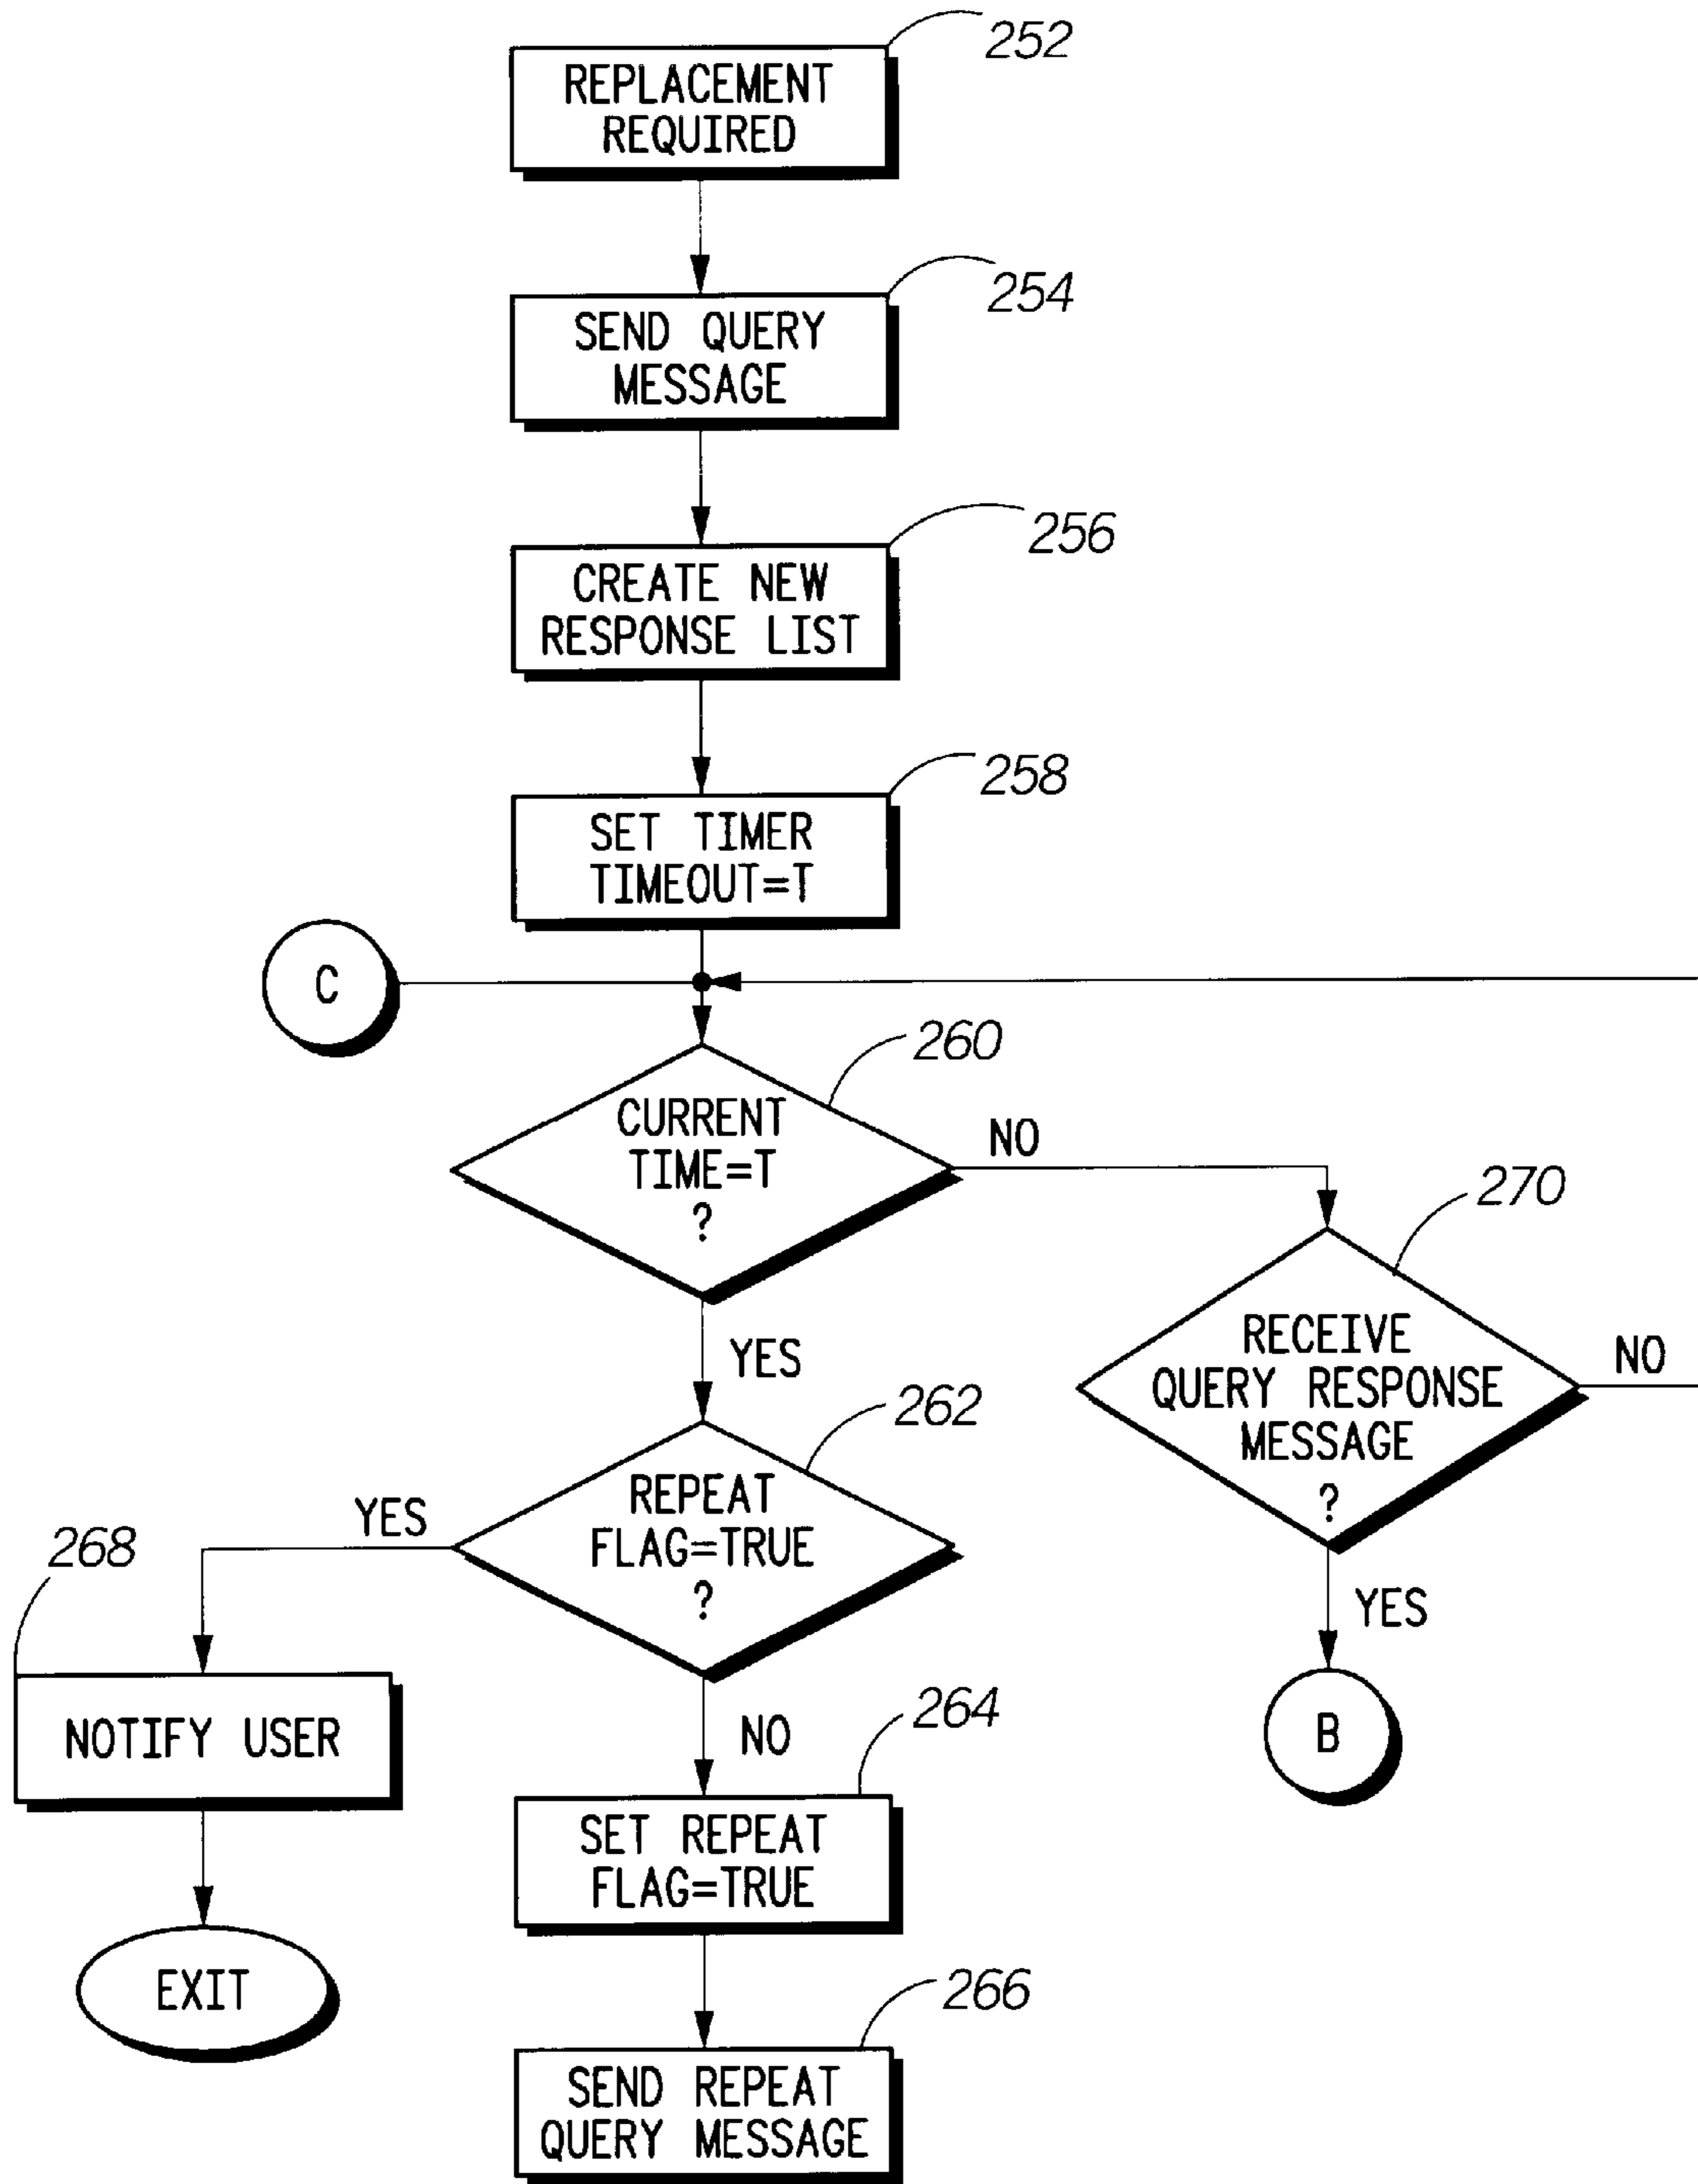 252
REPLACEMENT
REQUIRED
254
SEND QUERY
MESSAGE
256
CREATE NEW
RESPONSE LIST
258
SET TIMER
TIMEOUT=T
C
260
CURRENT
TIME=T
?
NO
270
RECEIVE
QUERY RESPONSE
MESSAGE
?
NO
YES
262
REPEAT
FLAG=TRUE
?
YES
268
NOTIFY USER
YES
B
264
NO
SET REPEAT
FLAG=TRUE
EXIT
266
SEND REPEAT
QUERY MESSAGE